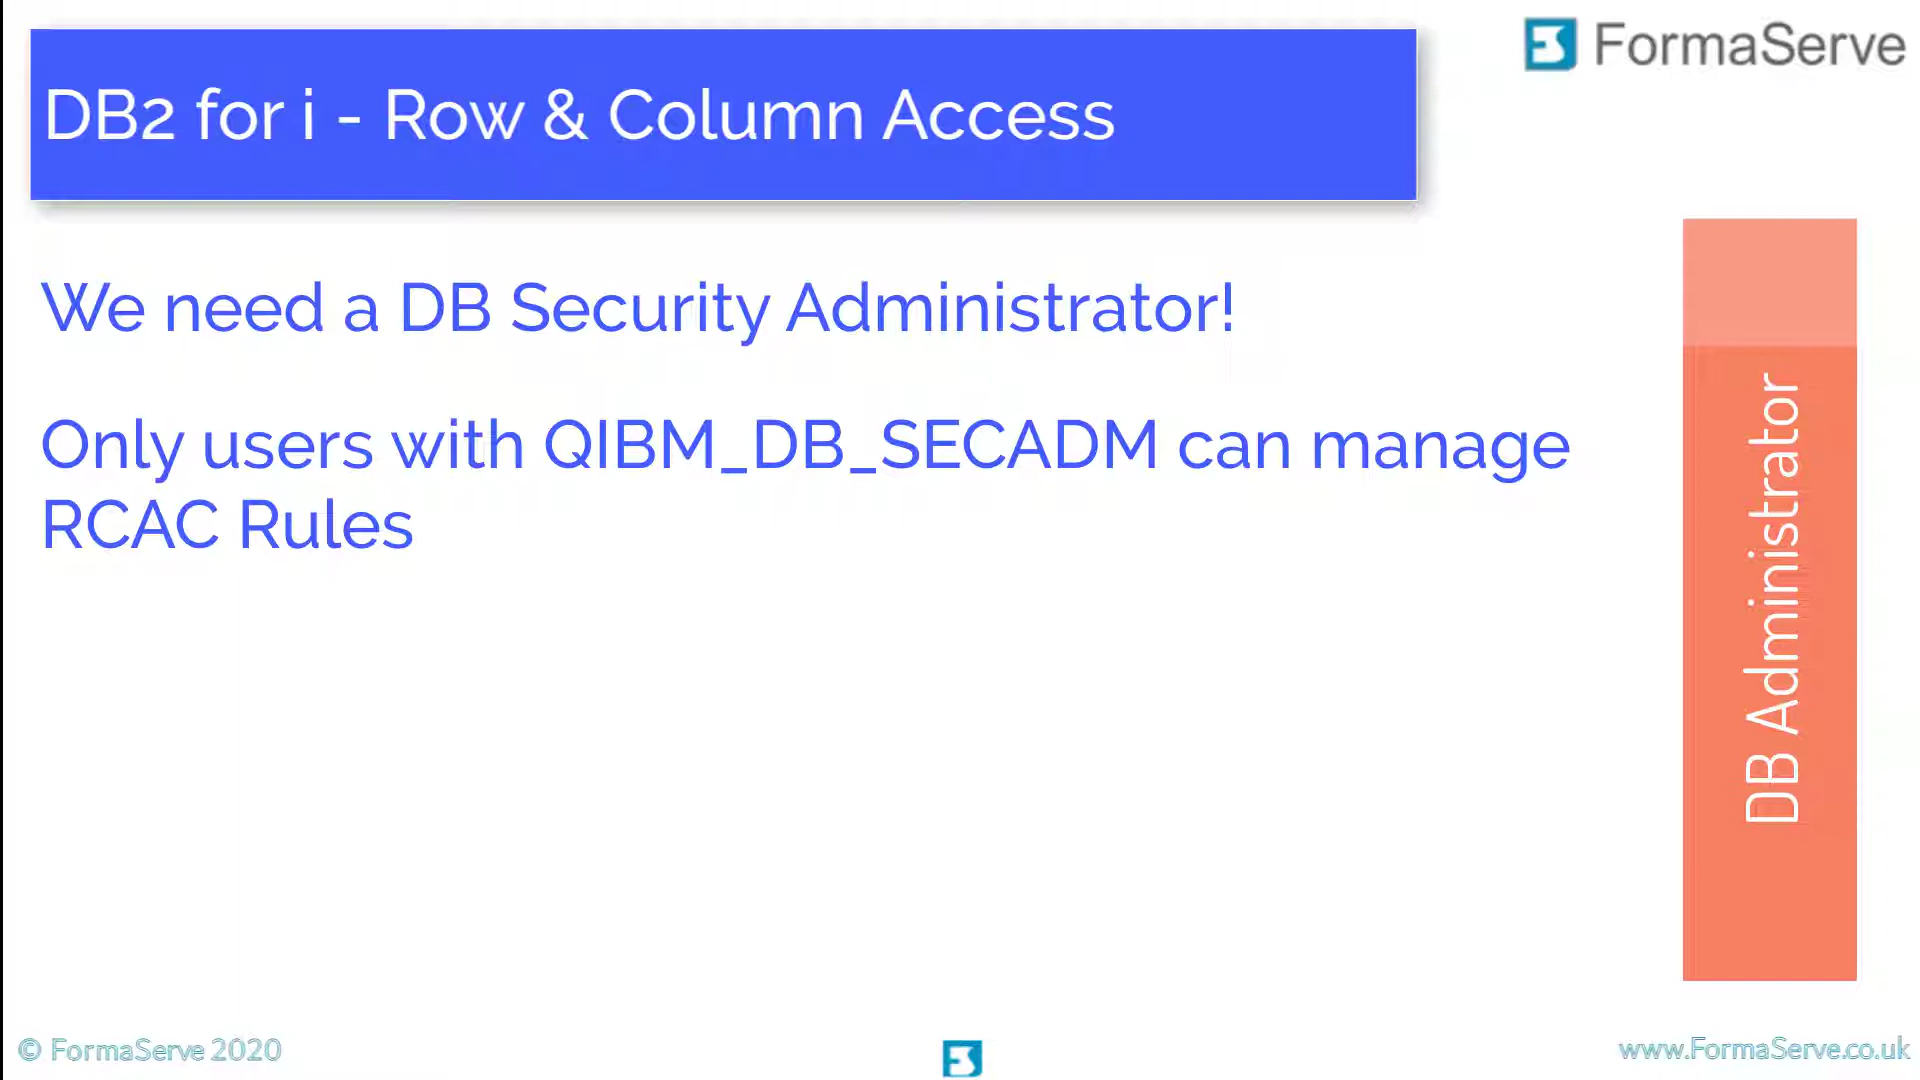 DB2 for i - Row & Column Access
FormaServe
We need a DB Security Administrator!
Only users with QIBM_DB_SECADM can manage
RCAC Rules
DB Administrator
© FormaServe 2020
www.FormaServe.co.uk